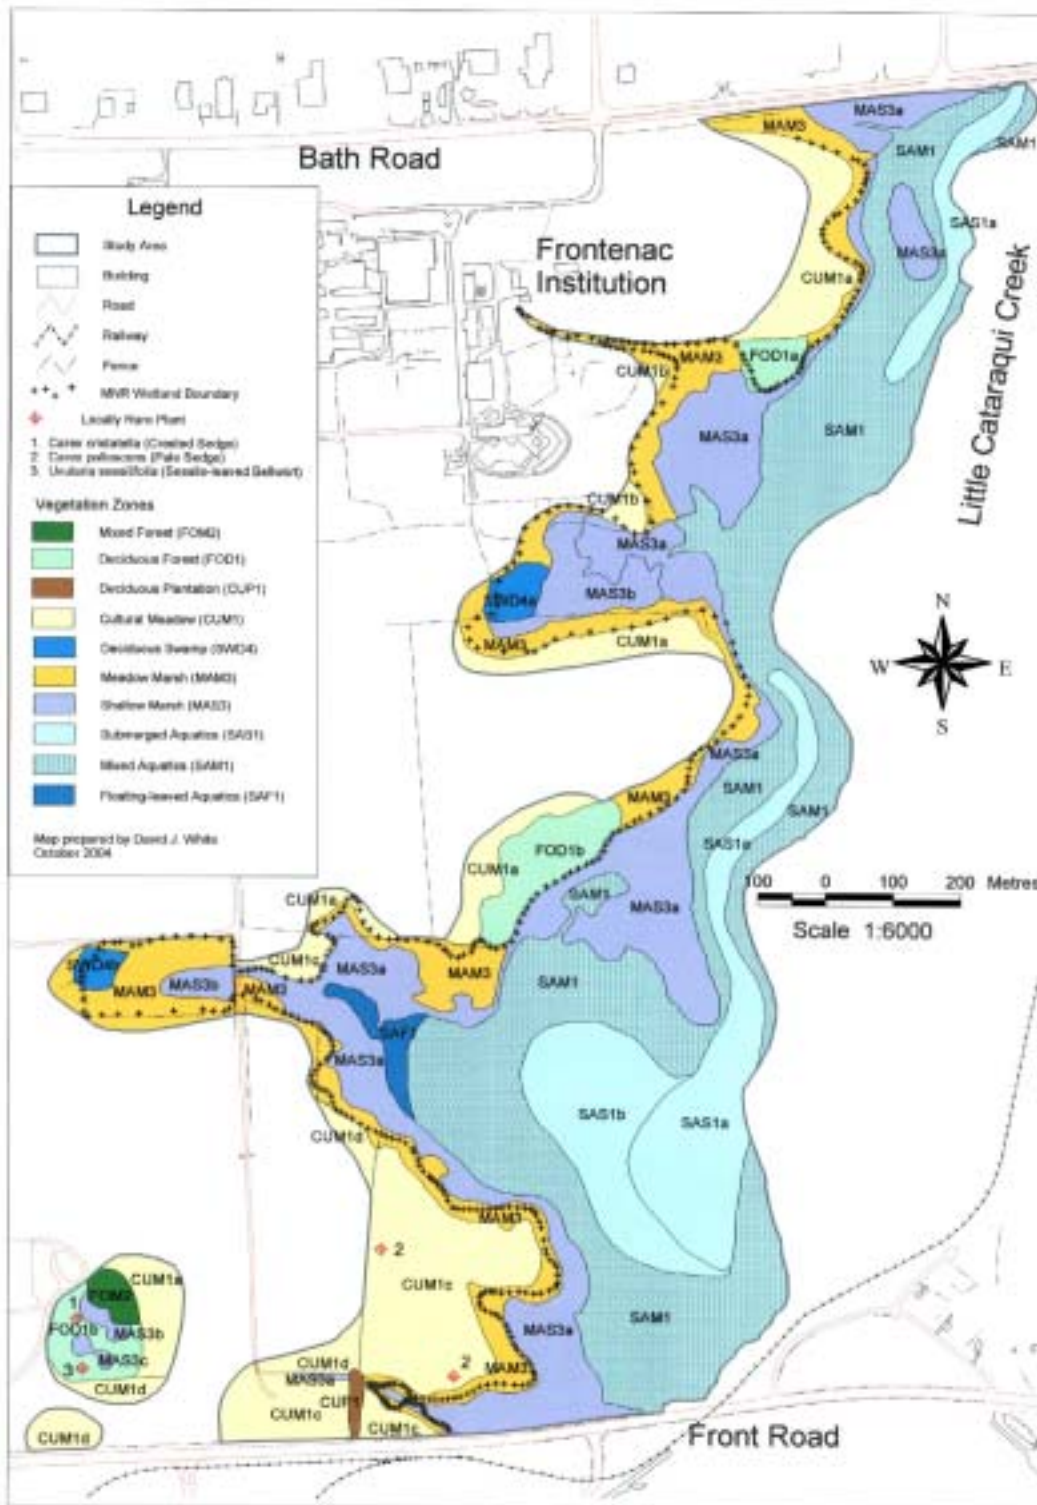 Bath Road
Legend
Study Area
Building
Road
Railway
Fence
MNR Wetland Boundary
Locally Rare Plant
1. Carex cristatella (Crested Sedge)
2. Carex pallescens (Pale Sedge)
3. Uvularia sessilifolia (Sessile-leaved Bellwort)
Vegetation Zones
Mixed Forest (FOM2)
Deciduous Forest (FOD1)
Deciduous Plantation (CUP1)
Cultural Meadow (CUM1)
Deciduous Swamp (SWD4)
Meadow Marsh (MAM3)
Shallow Marsh (MAS3)
Submerged Aquatics (SAS1)
Mixed Aquatics (SAM1)
Floating-leaved Aquatics (SAF1)
Map prepared by David J. White
October 2004
Frontenac
Institution
Little Cataraqui Creek
MAS3a
MAM3
SAM1
SAM1
SAS1a
MAS3a
CUM1a
MAM3
FOD1a
CUM1b
MAS3a
SAM1
CUM1b
MAS3a
SWD4a
MAS3b
MAM3
CUM1a
N
W
E
S
MAS3a
SAM1
MAM3
SAM1
SAS1a
FOD1b
CUM1a
SAM1
MAS3a
100 0 100 200 Metres
Scale 1:6000
CUM1a
CUM1c
MAS3a
MAM3
SWD4b
MAM3
MAS3b
MAM3
SAM1
SAF1
MAS3a
SAS1b
SAS1a
CUM1d
MAM3
2
CUM1c
CUM1a
FOM2
1
FOD1b
MAS3b
MAS3c
3
CUM1d
CUM1d
SAM1
MAS3a
MAM3
2
CUM1d
MAS3a
CUP1
CUM1c
CUM1c
Front Road